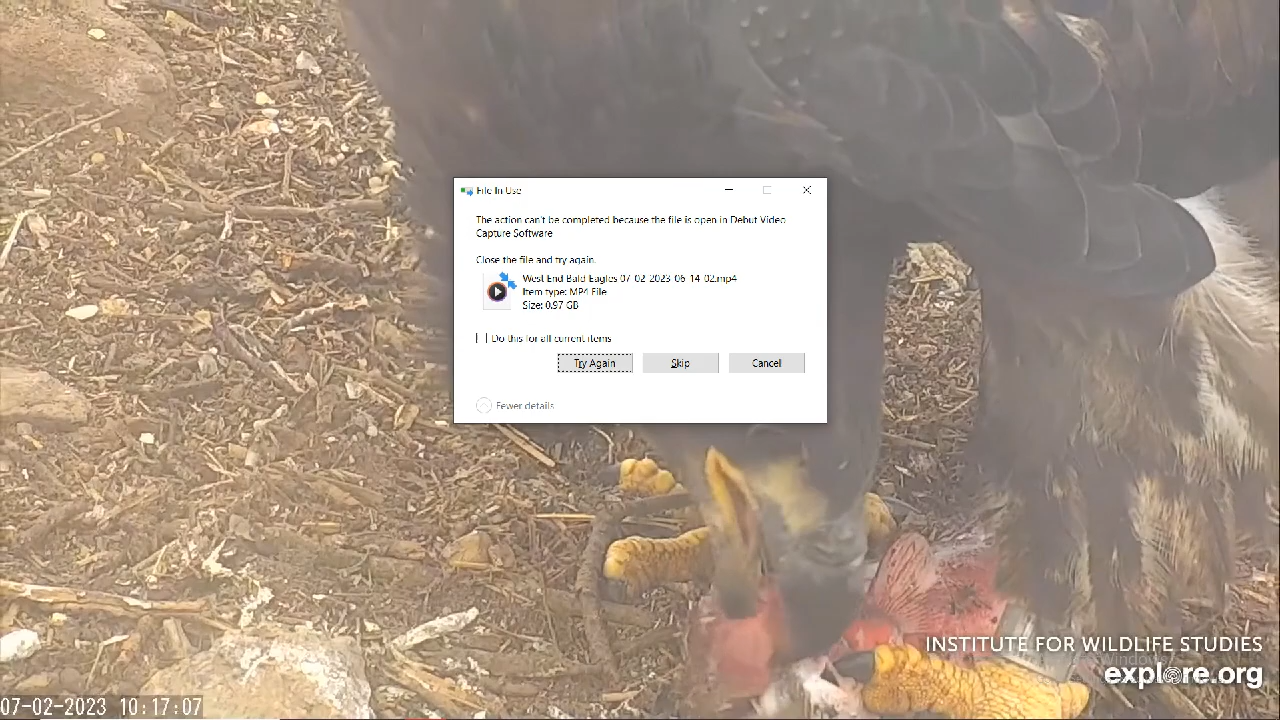 File In Use
The action can't be completed because the file is open in Debut Video
Capture Software
Close the file and try again.
West End Bald Eagles 07-02-2023-06-14-02.mp4
Item type: MP4 File
Size: 0.97 GB
Do this for all current items
Try Again Skip Cancel
Fewer details
INSTITUTE FOR WILDLIFE STUDIES
explore.org
07-02-2023 10:17:07